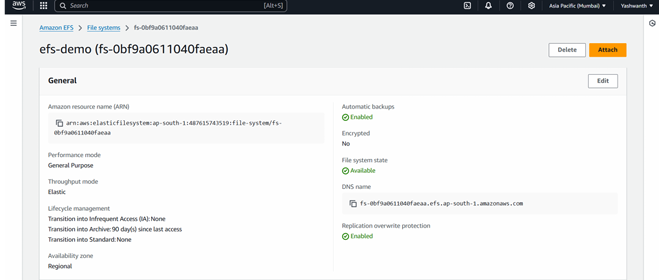 aws
Search [Alt+S] Asia Pacific (Mumbai) Yashwanth
Amazon EFS > File systems > fs-0bf9a0611040faeaa
efs-demo (fs-0bf9a0611040faeaa)
Delete Attach
General Edit
Amazon resource name (ARN)
arn:aws:elasticfilesystem:ap-south-1:487615743519:file-system/fs-
0bf9a0611040faeaa
Performance mode
General Purpose
Throughput mode
Elastic
Lifecycle management
Transition into Infrequent Access (IA): None
Transition into Archive: 90 day(s) since last access
Transition into Standard: None
Availability zone
Regional
Automatic backups
Enabled
Encrypted
No
File system state
Available
DNS name
fs-0bf9a0611040faeaa.efs.ap-south-1.amazonaws.com
Replication overwrite protection
Enabled